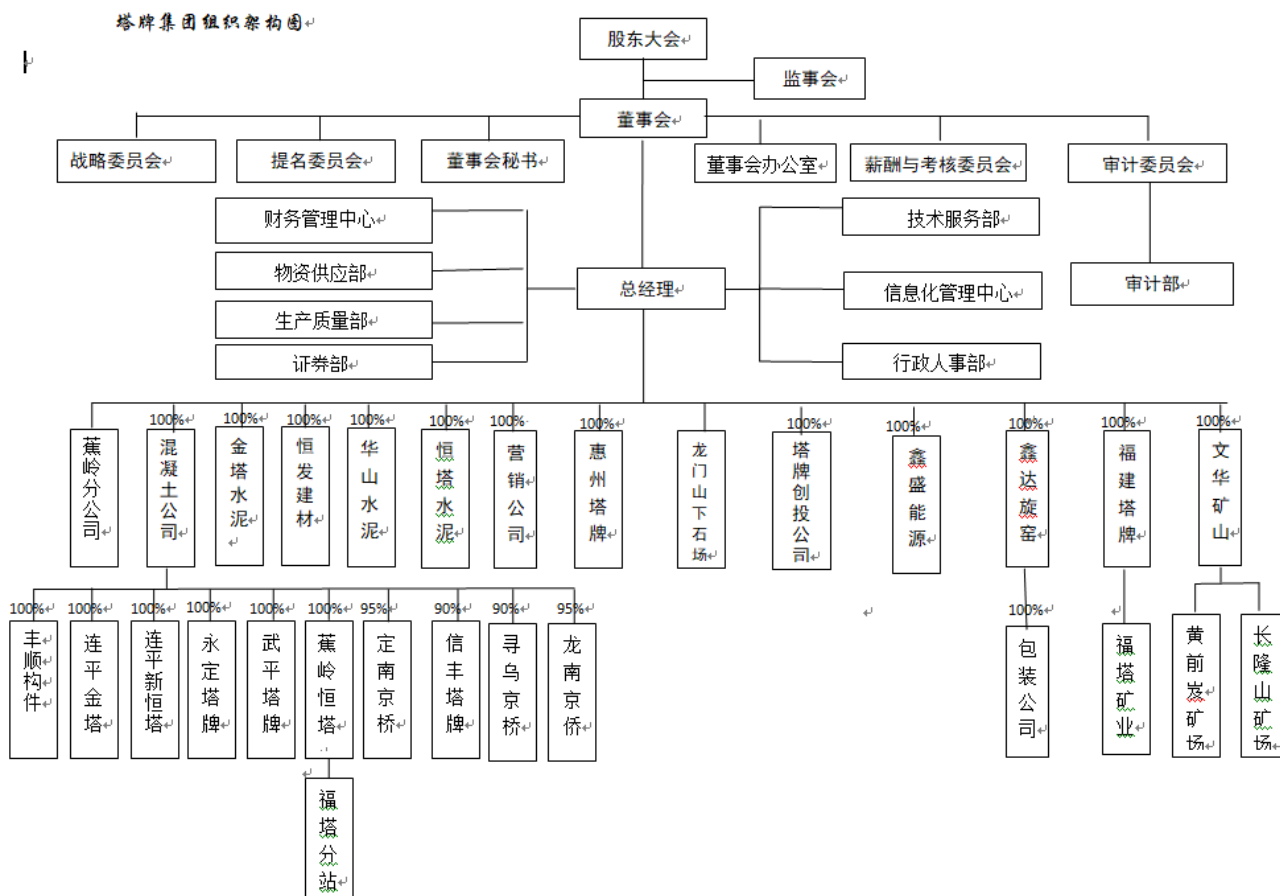 塔牌集团组织架构图
股东大会
监事会
董事会
战略委员会
提名委员会
董事会秘书
董事会办公室
薪酬与考核委员会
审计委员会
财务管理中心
技术服务部
物资供应部
总经理
信息化管理中心
审计部
生产质量部
证券部
行政人事部
100%
100%
100%
100%
100%
100%
100%
100%
100%
100%
100%
100%
蕉岭分公司
混凝土公司
金塔水泥
恒发建材
华山水泥
恒塔水泥
营销公司
惠州塔牌
龙门山下石场
塔牌创投公司
鑫盛能源
鑫达旋窑
福建塔牌
文华矿山
100%
100%
100%
100%
100%
100%
95%
90%
90%
95%
100%
丰顺构件
连平金塔
连平新恒塔
永定塔牌
武平塔牌
蕉岭恒塔
定南京桥
信丰塔牌
寻乌京桥
龙南京侨
包装公司
福塔矿业
黄前岌矿场
长隆山矿场
福塔分站